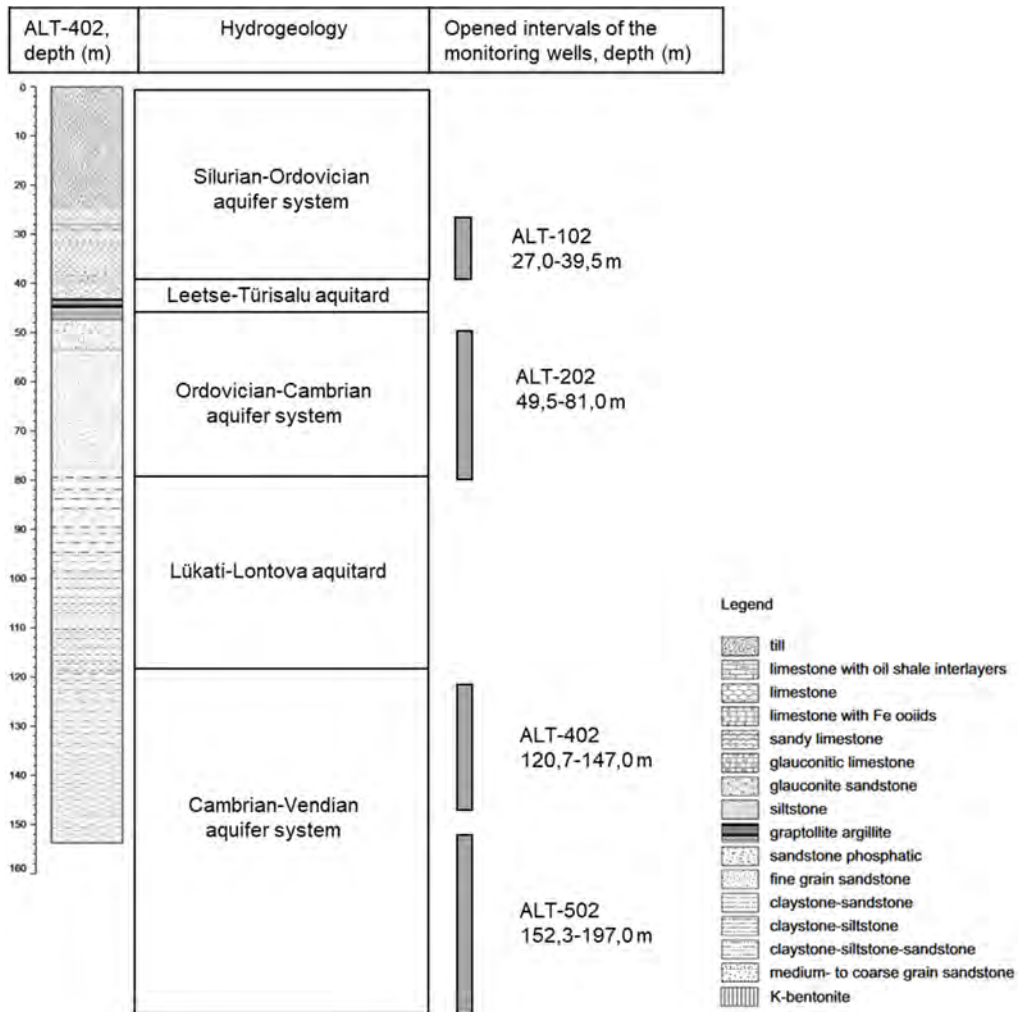 ALT-402,
depth (m)
Hydrogeology
Opened intervals of the
monitoring wells, depth (m)
0
10
20
30
40
50
60
70
80
90
100
110
120
130
140
150
160
Silurian-Ordovician
aquifer system
Leetse-Türisalu aquitard
Ordovician-Cambrian
aquifer system
Lükati-Lontova aquitard
Cambrian-Vendian
aquifer system
ALT-102
27,0-39,5 m
ALT-202
49,5-81,0 m
ALT-402
120,7-147,0 m
ALT-502
152,3-197,0 m
Legend
till
limestone with oil shale interlayers
limestone
limestone with Fe ooiids
sandy limestone
glauconitic limestone
glauconite sandstone
siltstone
graptollite argillite
sandstone phosphatic
fine grain sandstone
claystone-sandstone
claystone-siltstone
claystone-siltstone-sandstone
medium- to coarse grain sandstone
K-bentonite